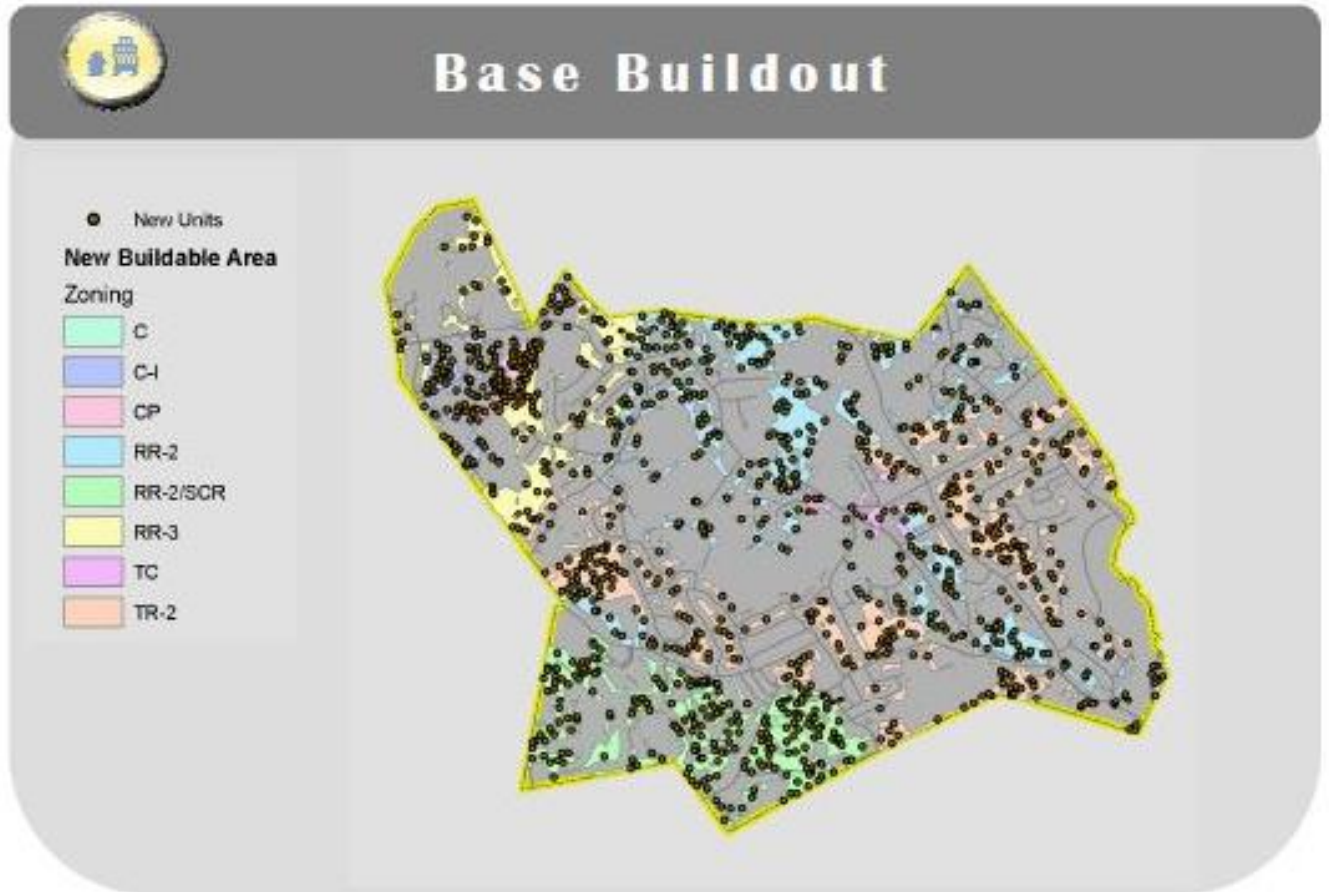 Base Buildout
New Units
New Buildable Area
Zoning
C
C-I
CP
RR-2
RR-2/SCR
RR-3
TC
TR-2